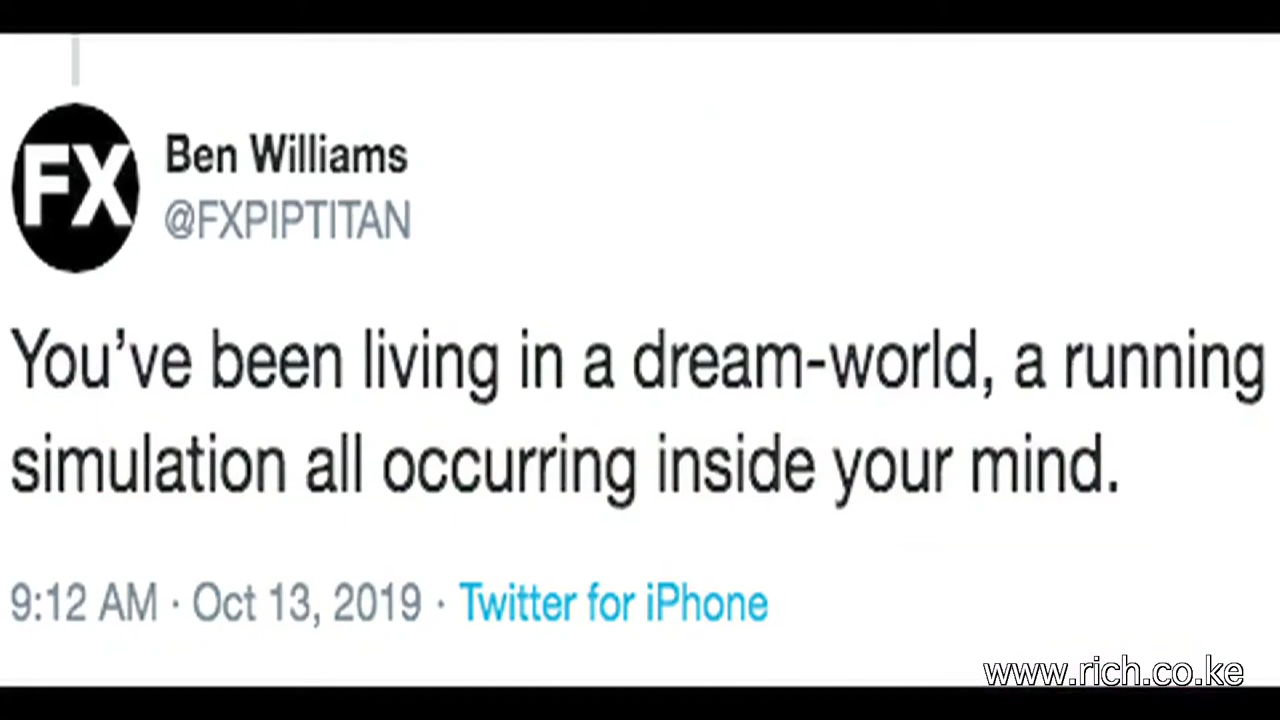 FX
Ben Williams
@FXPIPTITAN
You’ve been living in a dream-world, a running
simulation all occurring inside your mind.
9:12 AM · Oct 13, 2019 · Twitter for iPhone
www.rich.co.ke